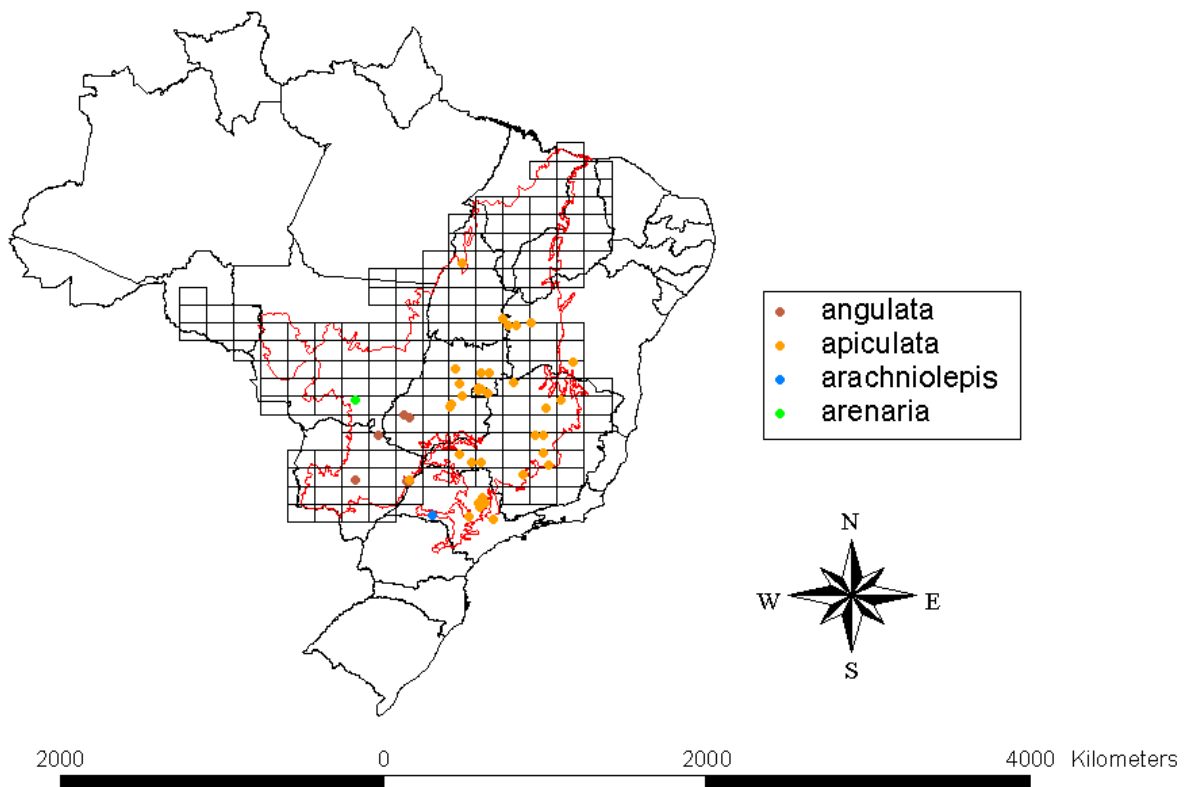 angulata
apiculata
arachniolepis
arenaria
N
W E
S
2000 0 2000 4000 Kilometers